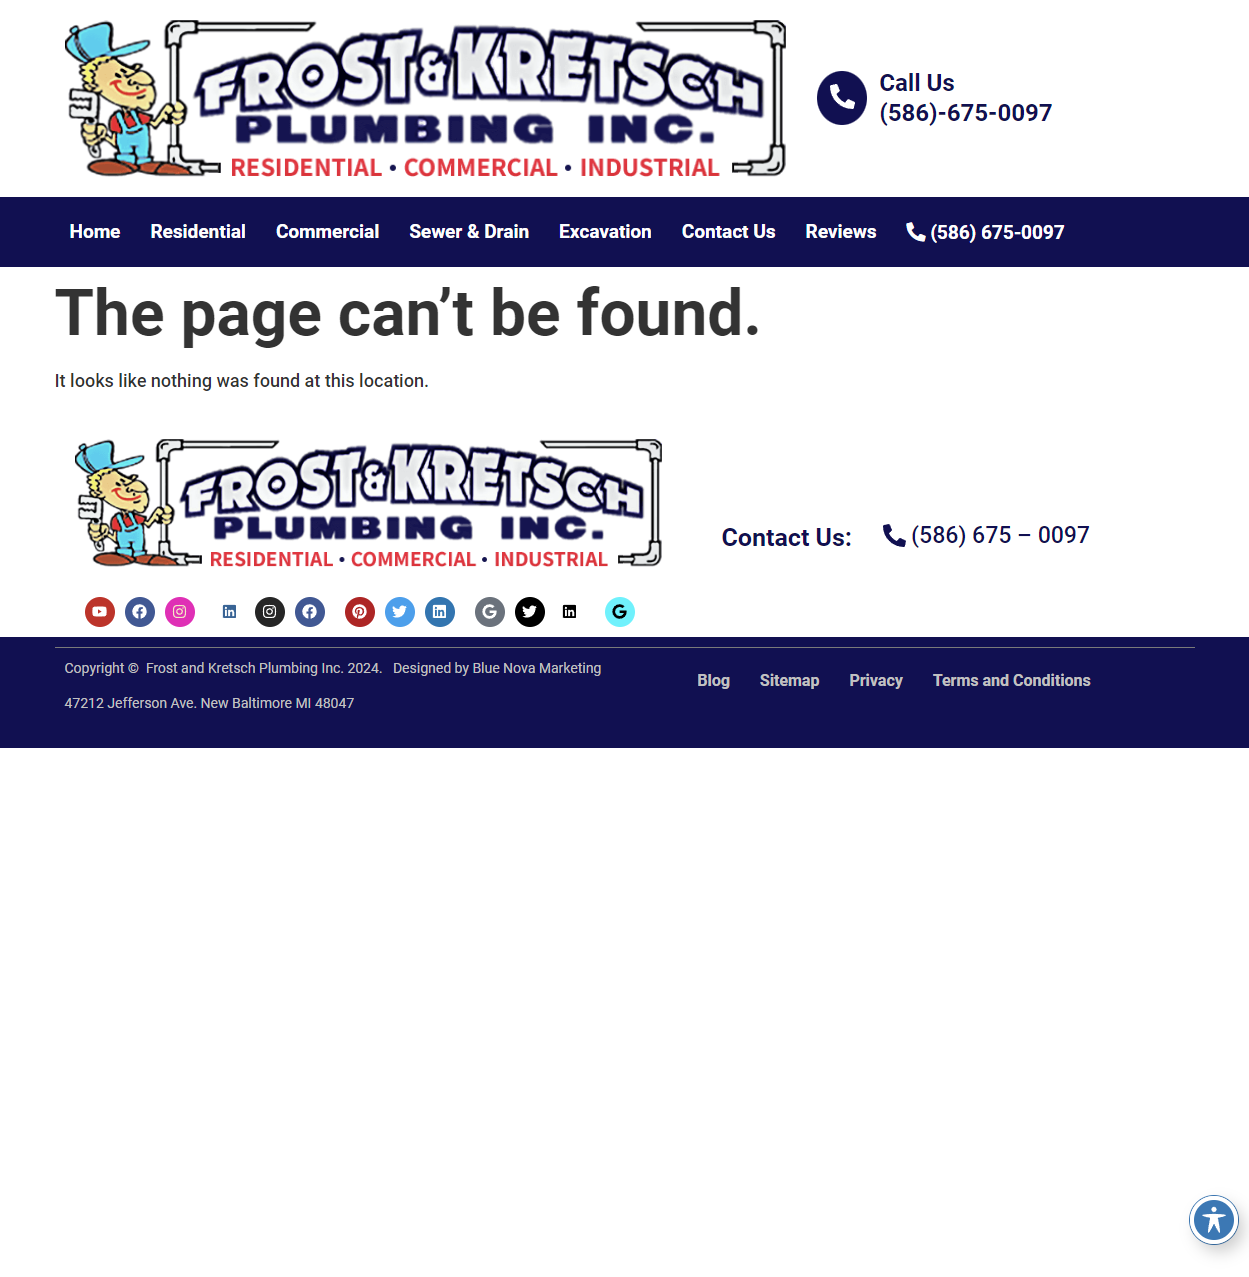 FROST & KRETSCH
PLUMBING INC.
RESIDENTIAL • COMMERCIAL • INDUSTRIAL
Call Us
(586)-675-0097
Home Residential Commercial Sewer & Drain Excavation Contact Us Reviews (586) 675-0097
The page can’t be found.
It looks like nothing was found at this location.
FROST & KRETSCH
PLUMBING INC.
RESIDENTIAL • COMMERCIAL • INDUSTRIAL
Contact Us: (586) 675 – 0097
Copyright © Frost and Kretsch Plumbing Inc. 2024. Designed by Blue Nova Marketing
47212 Jefferson Ave. New Baltimore MI 48047
Blog Sitemap Privacy Terms and Conditions